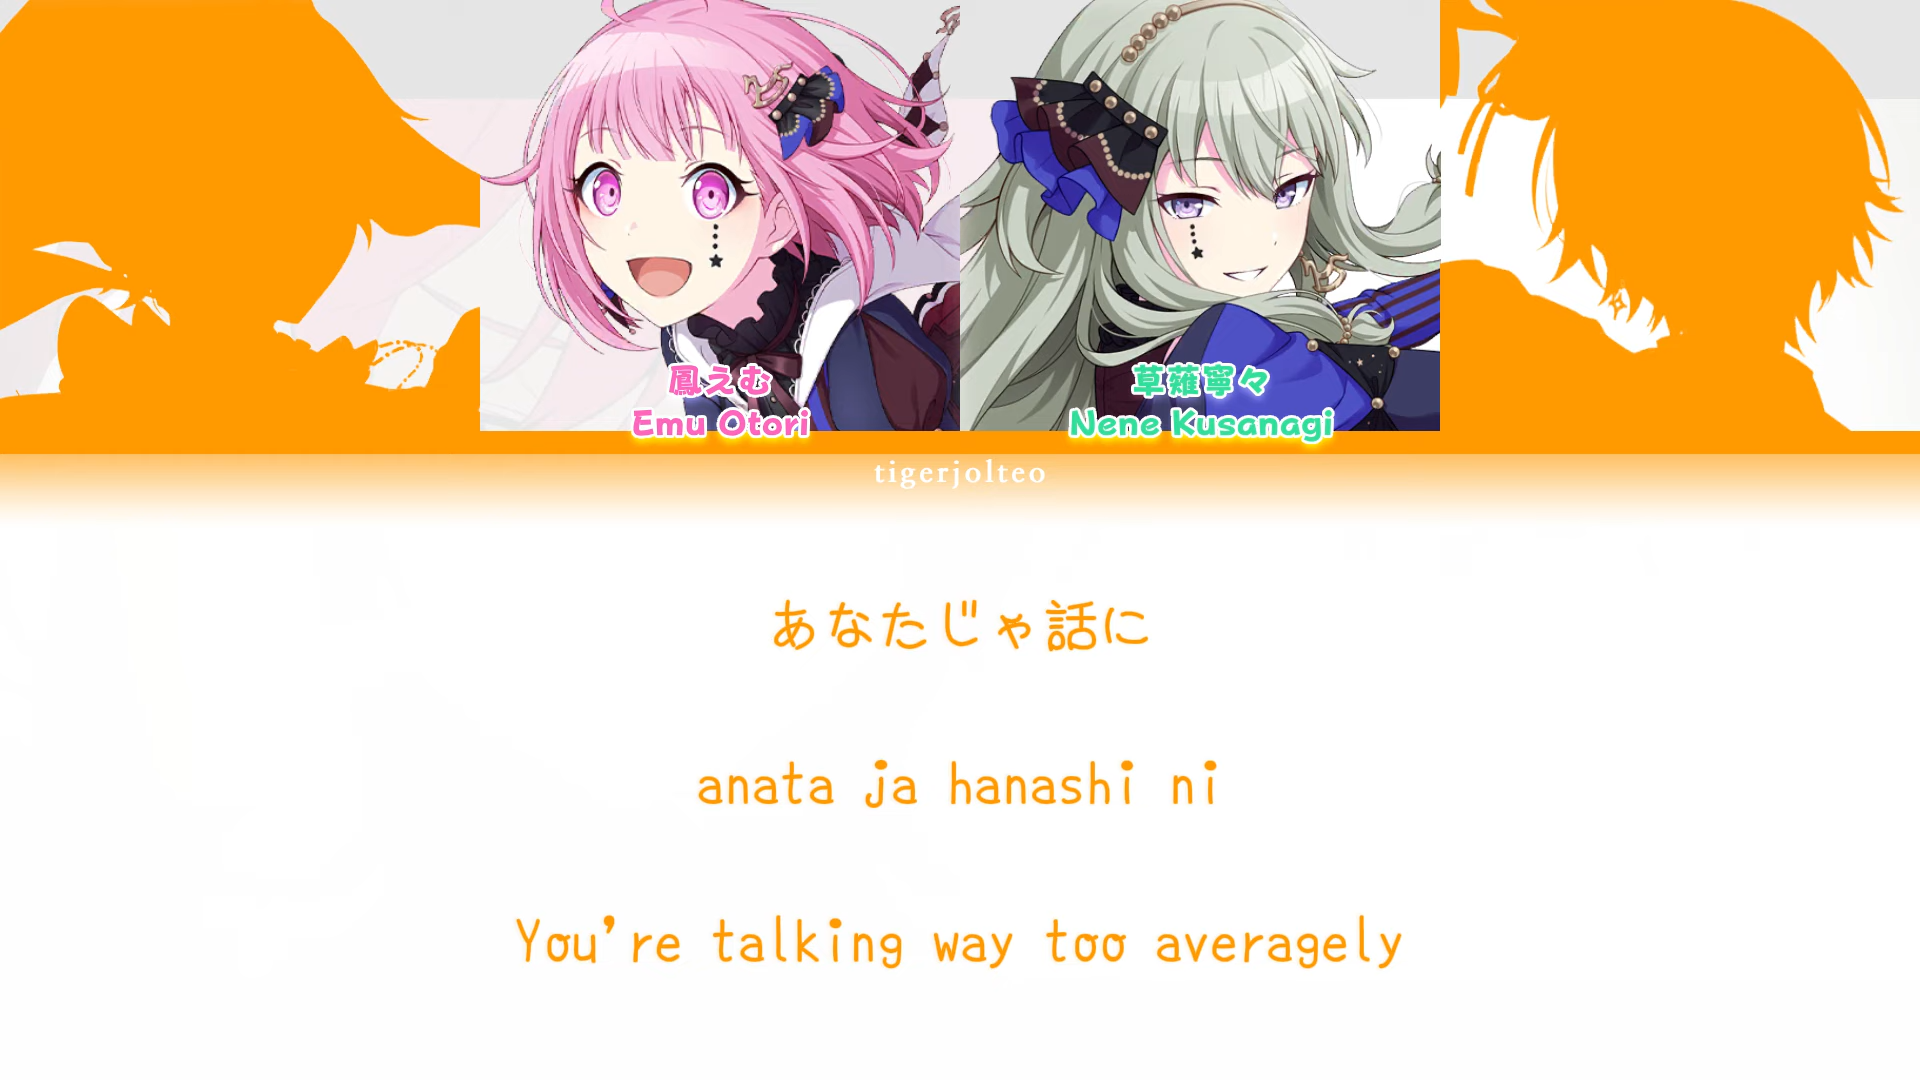 鳳えむ
Emu Otori
草薙寧々
Nene Kusanagi
tigerjolteo
あなたじゃ話に
anata ja hanashi ni
You're talking way too averagely